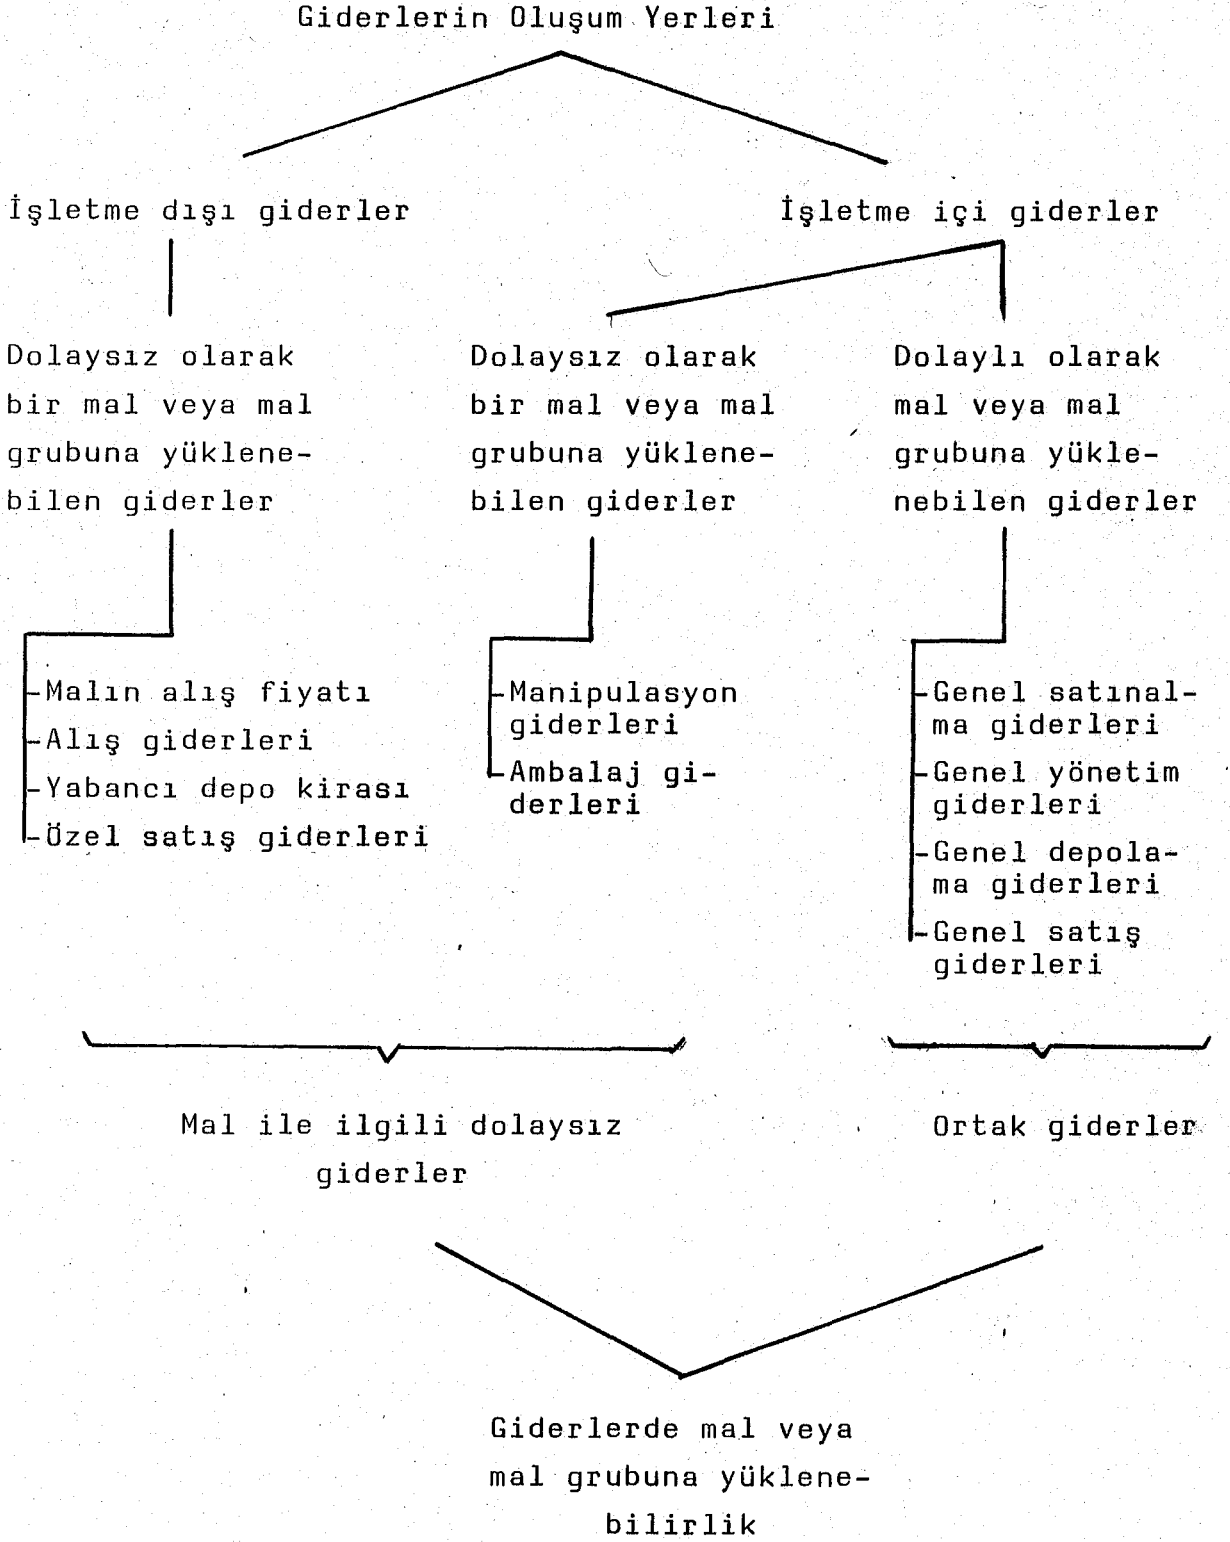 Giderlerin Oluşum Yerleri
İşletme dışı giderler
İşletme içi giderler
Dolaysız olarak
bir mal veya mal
grubuna yüklene-
bilen giderler
Dolaysız olarak
bir mal veya mal
grubuna yüklene-
bilen giderler
Dolaylı olarak
mal veya mal
grubuna yükle-
nebilen giderler
-Malın alış fiyatı
-Alış giderleri
-Yabancı depo kirası
-Özel satış giderleri
-Manipulasyon
giderleri
-Ambalaj gi-
derleri
-Genel satınal-
ma giderleri
-Genel yönetim
giderleri
-Genel depola-
ma giderleri
-Genel satış
giderleri
Mal ile ilgili dolaysız
giderler
Ortak giderler
Giderlerde mal veya
mal grubuna yüklene-
bilirlik